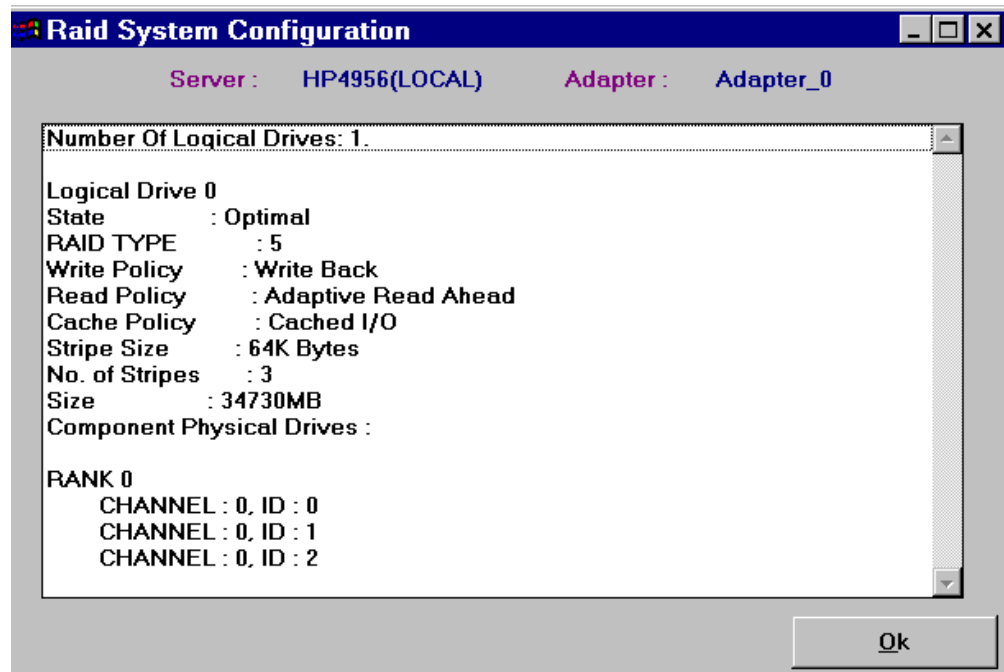 Raid System Configuration
Server : HP4956(LOCAL) Adapter : Adapter_0
Number Of Logical Drives: 1.
Logical Drive 0
State : Optimal
RAID TYPE : 5
Write Policy : Write Back
Read Policy : Adaptive Read Ahead
Cache Policy : Cached I/O
Stripe Size : 64K Bytes
No. of Stripes : 3
Size : 34730MB
Component Physical Drives :
RANK 0
CHANNEL : 0, ID : 0
CHANNEL : 0, ID : 1
CHANNEL : 0, ID : 2
Ok